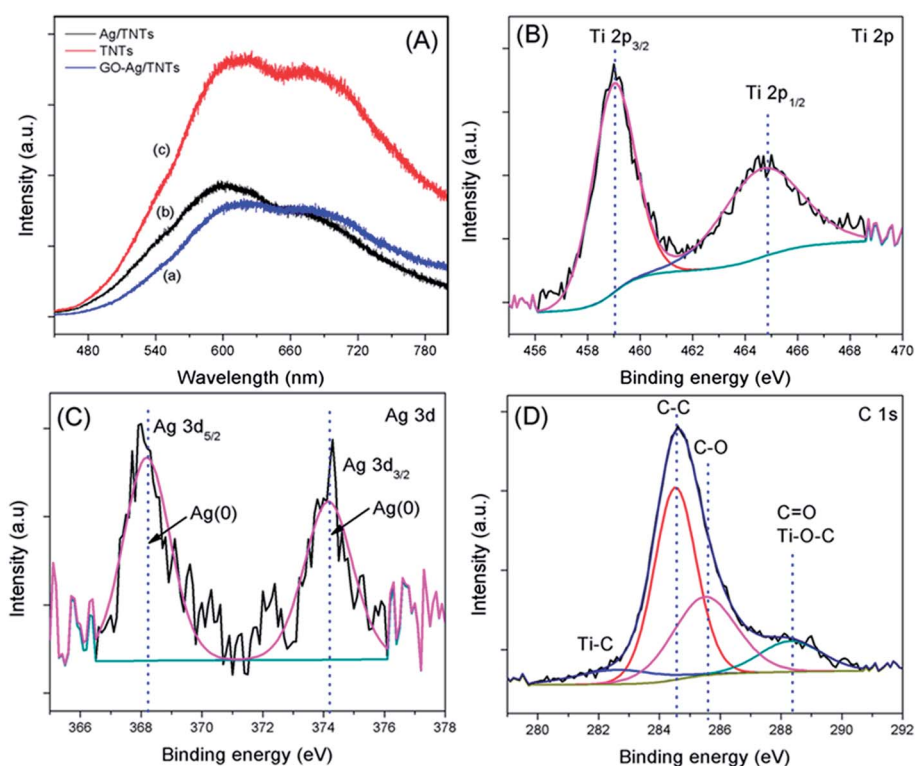 (A)
Ag/TNTs
TNTs
GO-Ag/TNTs
(c)
(b)
(a)
Intensity (a.u.)
480 540 600 660 720 780
Wavelength (nm)
(B)
Ti 2p
Ti 2p3/2
Ti 2p1/2
Intensity (a.u.)
456 458 460 462 464 466 468 470
Binding energy (eV)
(C)
Ag 3d
Ag 3d5/2
Ag 3d3/2
Ag(0)
Ag(0)
Intensity (a.u)
366 368 370 372 374 376 378
Binding energy (eV)
(D)
C 1s
C-C
C-O
C=O
Ti-O-C
Ti-C
Intensity (a.u.)
280 282 284 286 288 290 292
Binding energy (eV)